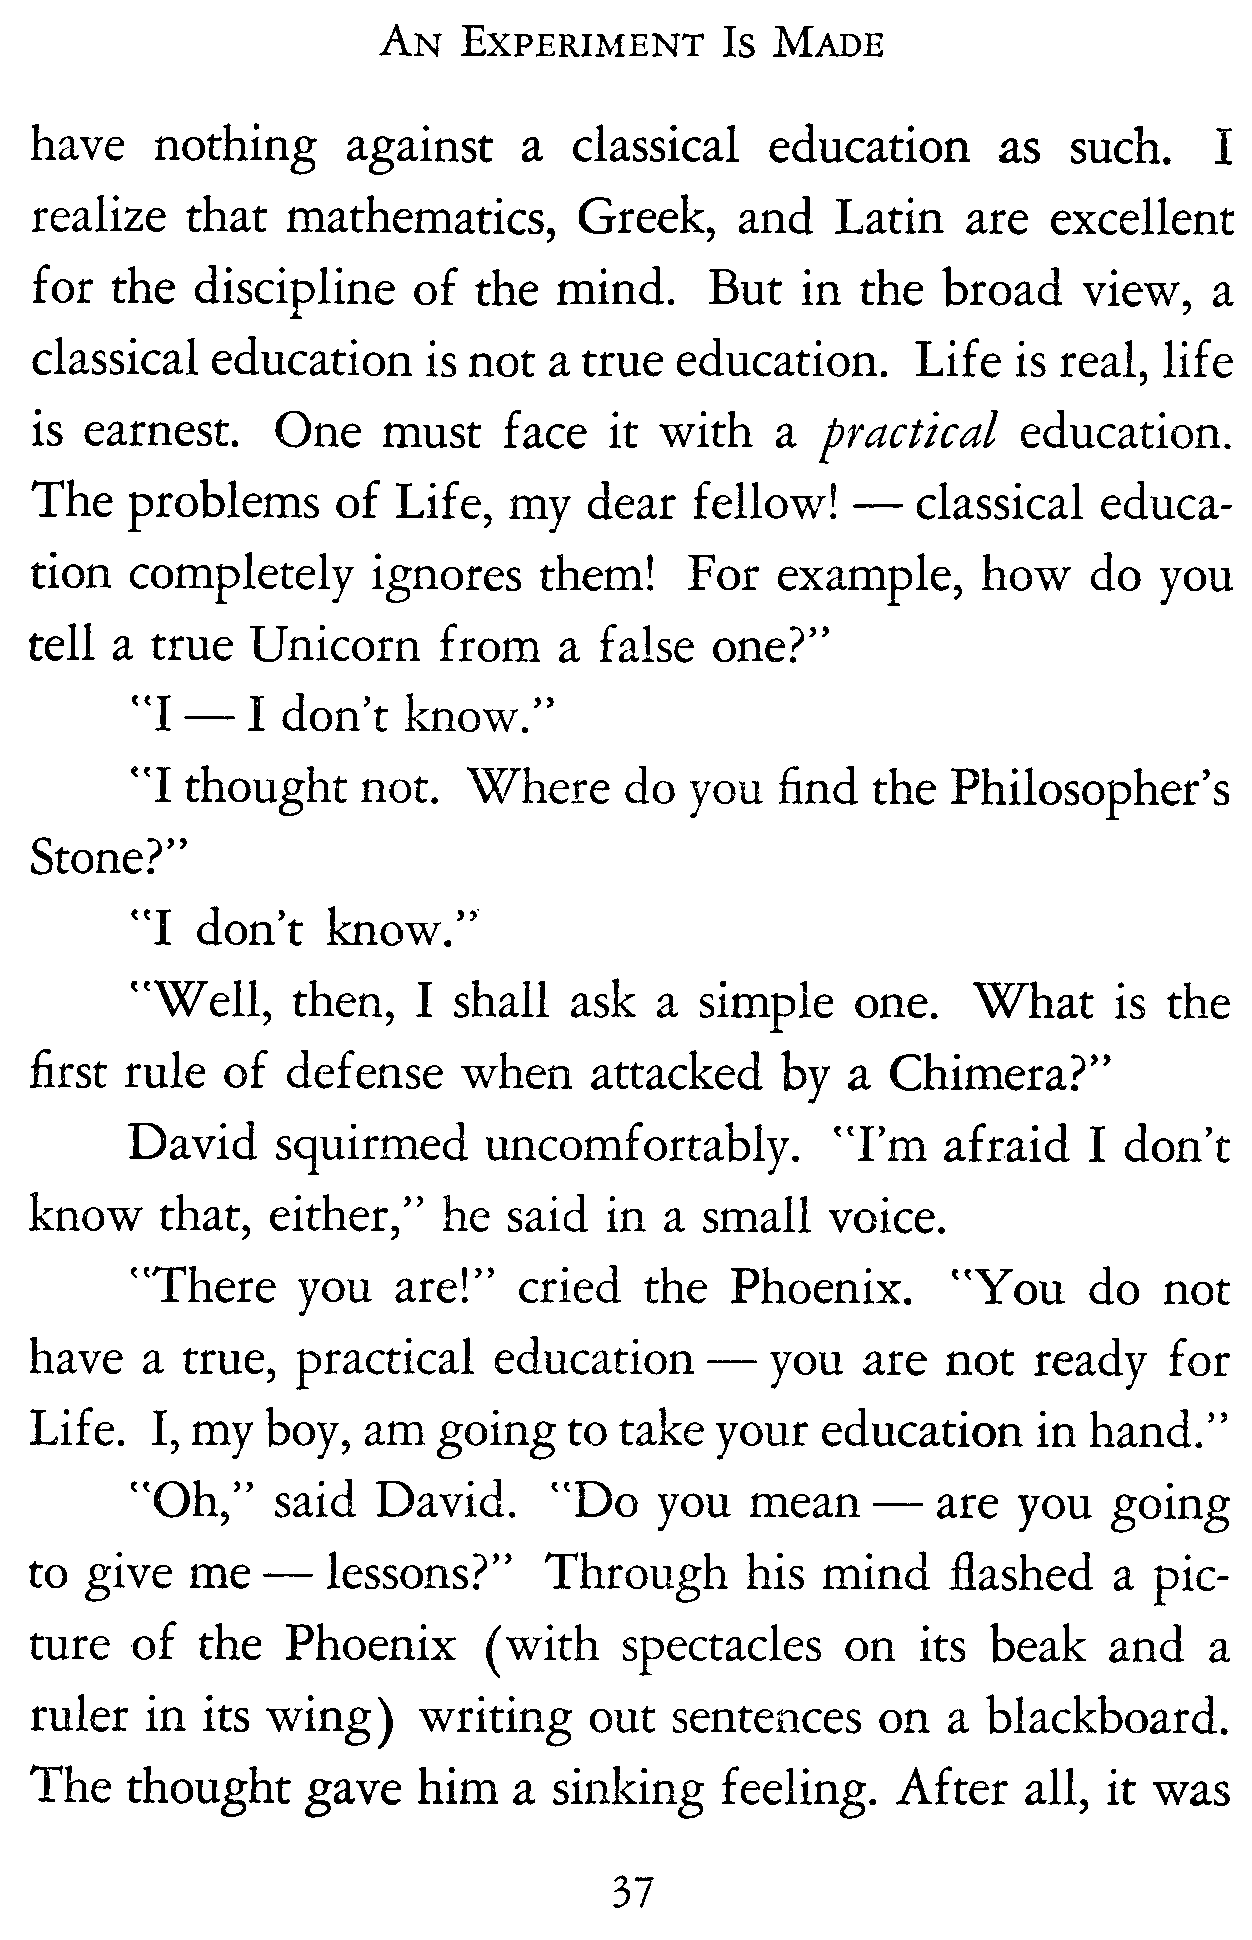 An Experiment Is Made
have nothing against a classical education as such. I
realize that mathematics, Greek, and Latin are excellent
for the discipline of the mind. But in the broad view, a
classical education is not a true education. Life is real, life
is earnest. One must face it with a practical education.
The problems of Life, my dear fellow! — classical educa-
tion completely ignores them! For example, how do you
tell a true Unicorn from a false one?”
“I — I don’t know.”
“I thought not. Where do you find the Philosopher’s
Stone?”
“I don’t know.”
“Well, then, I shall ask a simple one. What is the
first rule of defense when attacked by a Chimera?”
David squirmed uncomfortably. “I’m afraid I don’t
know that, either,” he said in a small voice.
“There you are!” cried the Phoenix. “You do not
have a true, practical education — you are not ready for
Life. I, my boy, am going to take your education in hand.”
“Oh,” said David. “Do you mean — are you going
to give me — lessons?” Through his mind flashed a pic-
ture of the Phoenix (with spectacles on its beak and a
ruler in its wing) writing out sentences on a blackboard.
The thought gave him a sinking feeling. After all, it was
37